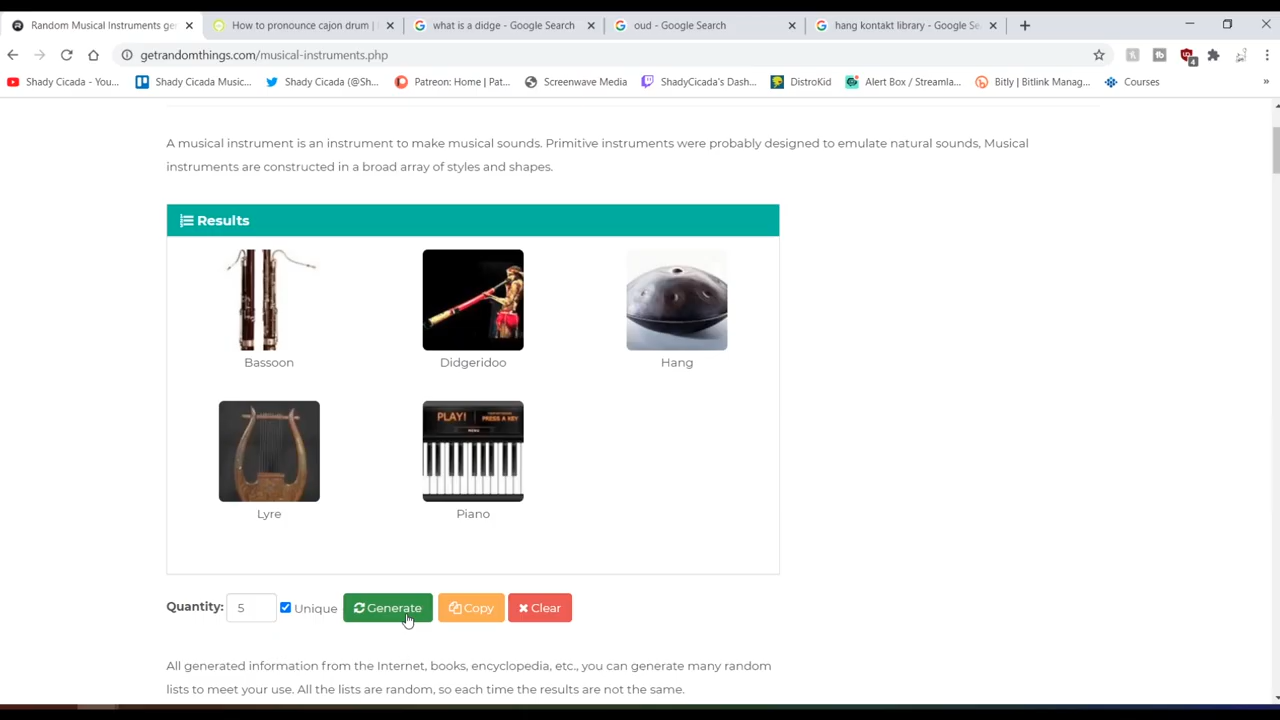 Random Musical Instruments ge
How to pronounce cajon drum |
what is a didge - Google Search
oud - Google Search
hang kontakt library - Google Se
getrandomthings.com/musical-instruments.php
4
Shady Cicada - You...
Shady Cicada Music...
Shady Cicada (@Sh...
Patreon: Home | Pat...
Screenwave Media
ShadyCicada's Dash...
DistroKid
Alert Box / Streamla...
Bitly | Bitlink Manag...
Courses
»
A musical instrument is an instrument to make musical sounds. Primitive instruments were probably designed to emulate natural sounds, Musical
instruments are constructed in a broad array of styles and shapes.
Results
Bassoon
Didgeridoo
Hang
PLAY!
PRESS A KEY
MENU
Lyre
Piano
Quantity: 5 Unique Generate Copy Clear
All generated information from the Internet, books, encyclopedia, etc., you can generate many random
lists to meet your use. All the lists are random, so each time the results are not the same.